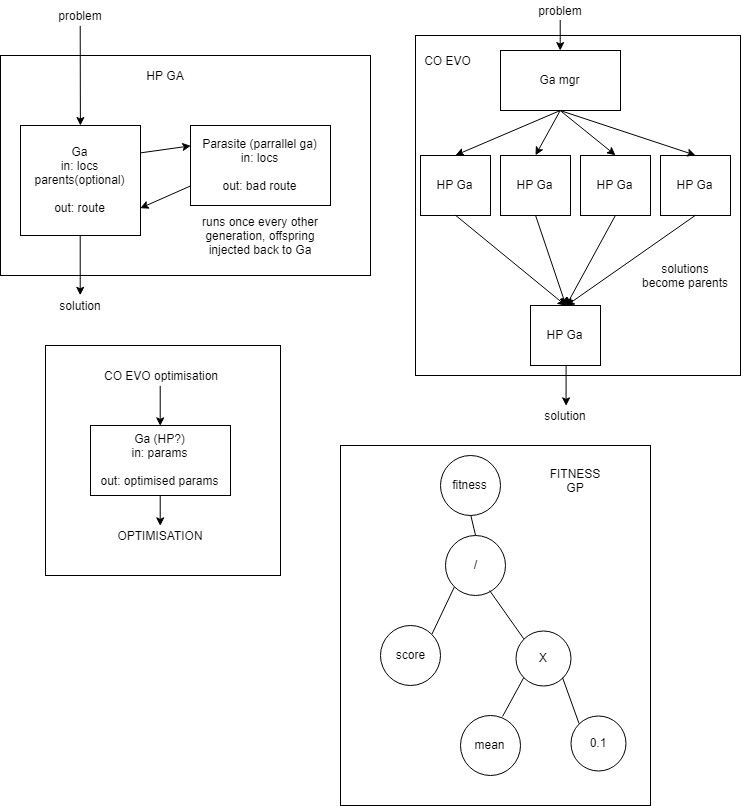 problem
HP GA
Ga
in: locs
parents(optional)
out: route
Parasite (parrallel ga)
in: locs
out: bad route
runs once every other
generation, offspring
injected back to Ga
solution
problem
CO EVO
Ga mgr
HP Ga
HP Ga
HP Ga
HP Ga
solutions
become parents
HP Ga
solution
CO EVO optimisation
Ga (HP?)
in: params
out: optimised params
OPTIMISATION
FITNESS
GP
fitness
/
score
X
mean
0.1